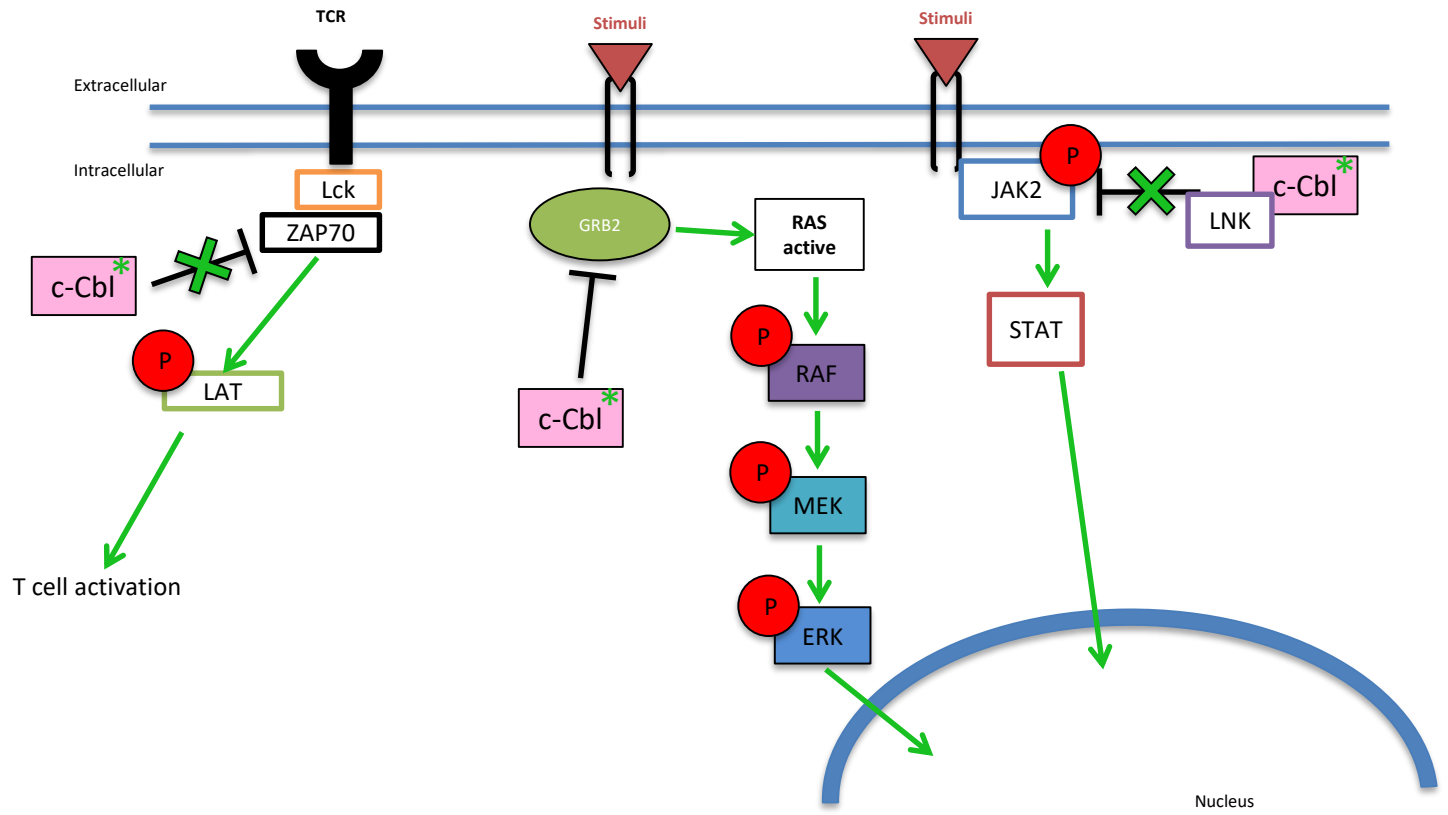 TCR
Stimuli
Stimuli
Extracellular
Intracellular
Lck
ZAP70
c-Cbl*
P
LAT
T cell activation
GRB2
c-Cbl*
RAS
active
P
RAF
P
MEK
P
ERK
P
JAK2
LNK
c-Cbl*
STAT
Nucleus